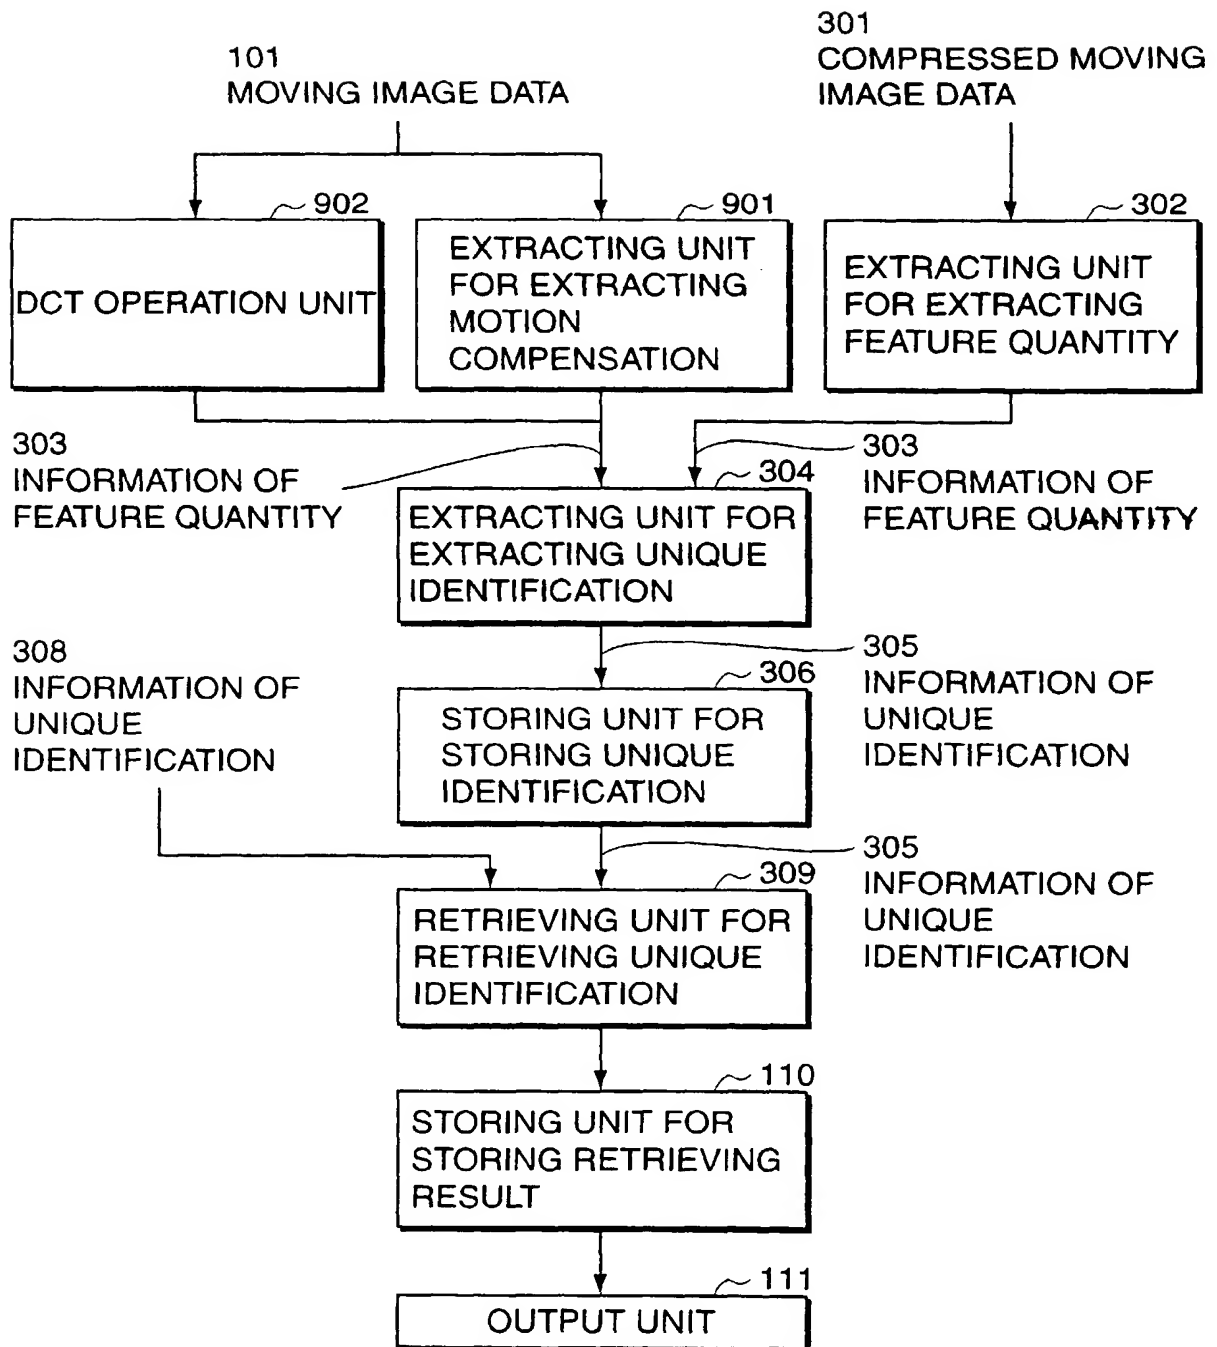 101
MOVING IMAGE DATA
301
COMPRESSED MOVING
IMAGE DATA
902
DCT OPERATION UNIT
901
EXTRACTING UNIT
FOR EXTRACTING
MOTION
COMPENSATION
302
EXTRACTING UNIT
FOR EXTRACTING
FEATURE QUANTITY
303
INFORMATION OF
FEATURE QUANTITY
303
INFORMATION OF
FEATURE QUANTITY
304
EXTRACTING UNIT FOR
EXTRACTING UNIQUE
IDENTIFICATION
305
INFORMATION OF
UNIQUE
IDENTIFICATION
308
INFORMATION OF
UNIQUE
IDENTIFICATION
306
STORING UNIT FOR
STORING UNIQUE
IDENTIFICATION
305
INFORMATION OF
UNIQUE
IDENTIFICATION
309
RETRIEVING UNIT FOR
RETRIEVING UNIQUE
IDENTIFICATION
110
STORING UNIT FOR
STORING RETRIEVING
RESULT
111
OUTPUT UNIT